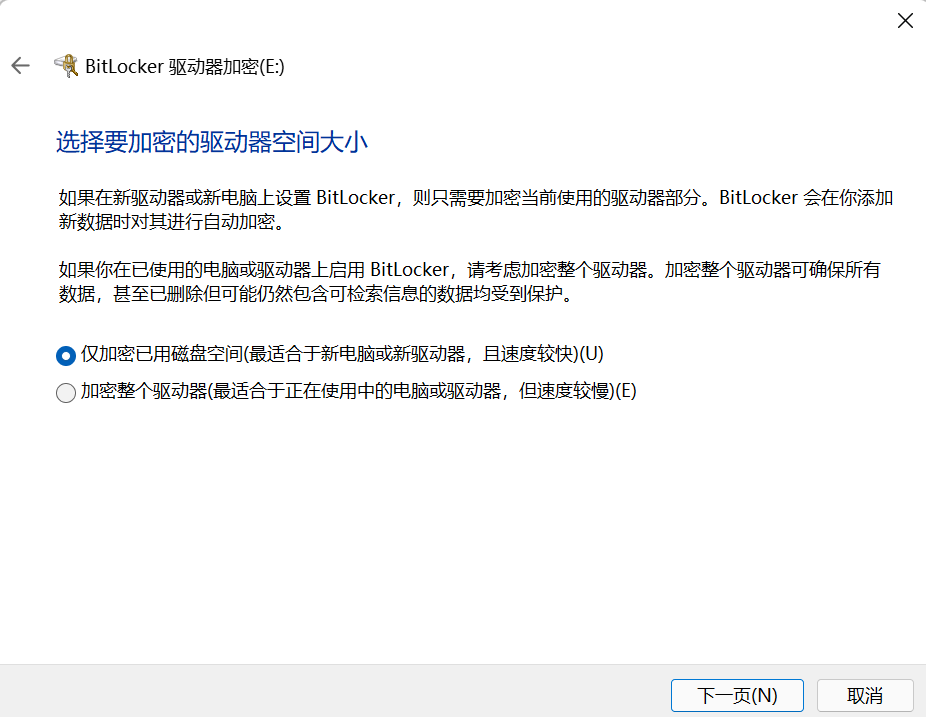 BitLocker 驱动器加密(E:)
选择要加密的驱动器空间大小
如果在新驱动器或新电脑上设置 BitLocker，则只需要加密当前使用的驱动器部分。BitLocker 会在你添加
新数据时对其进行自动加密。
如果你在已使用的电脑或驱动器上启用 BitLocker，请考虑加密整个驱动器。加密整个驱动器可确保所有
数据，甚至已删除但可能仍然包含可检索信息的数据均受到保护。
仅加密已用磁盘空间(最适合于新电脑或新驱动器，且速度较快)(U)
加密整个驱动器(最适合于正在使用中的电脑或驱动器，但速度较慢)(E)
下一页(N)
取消